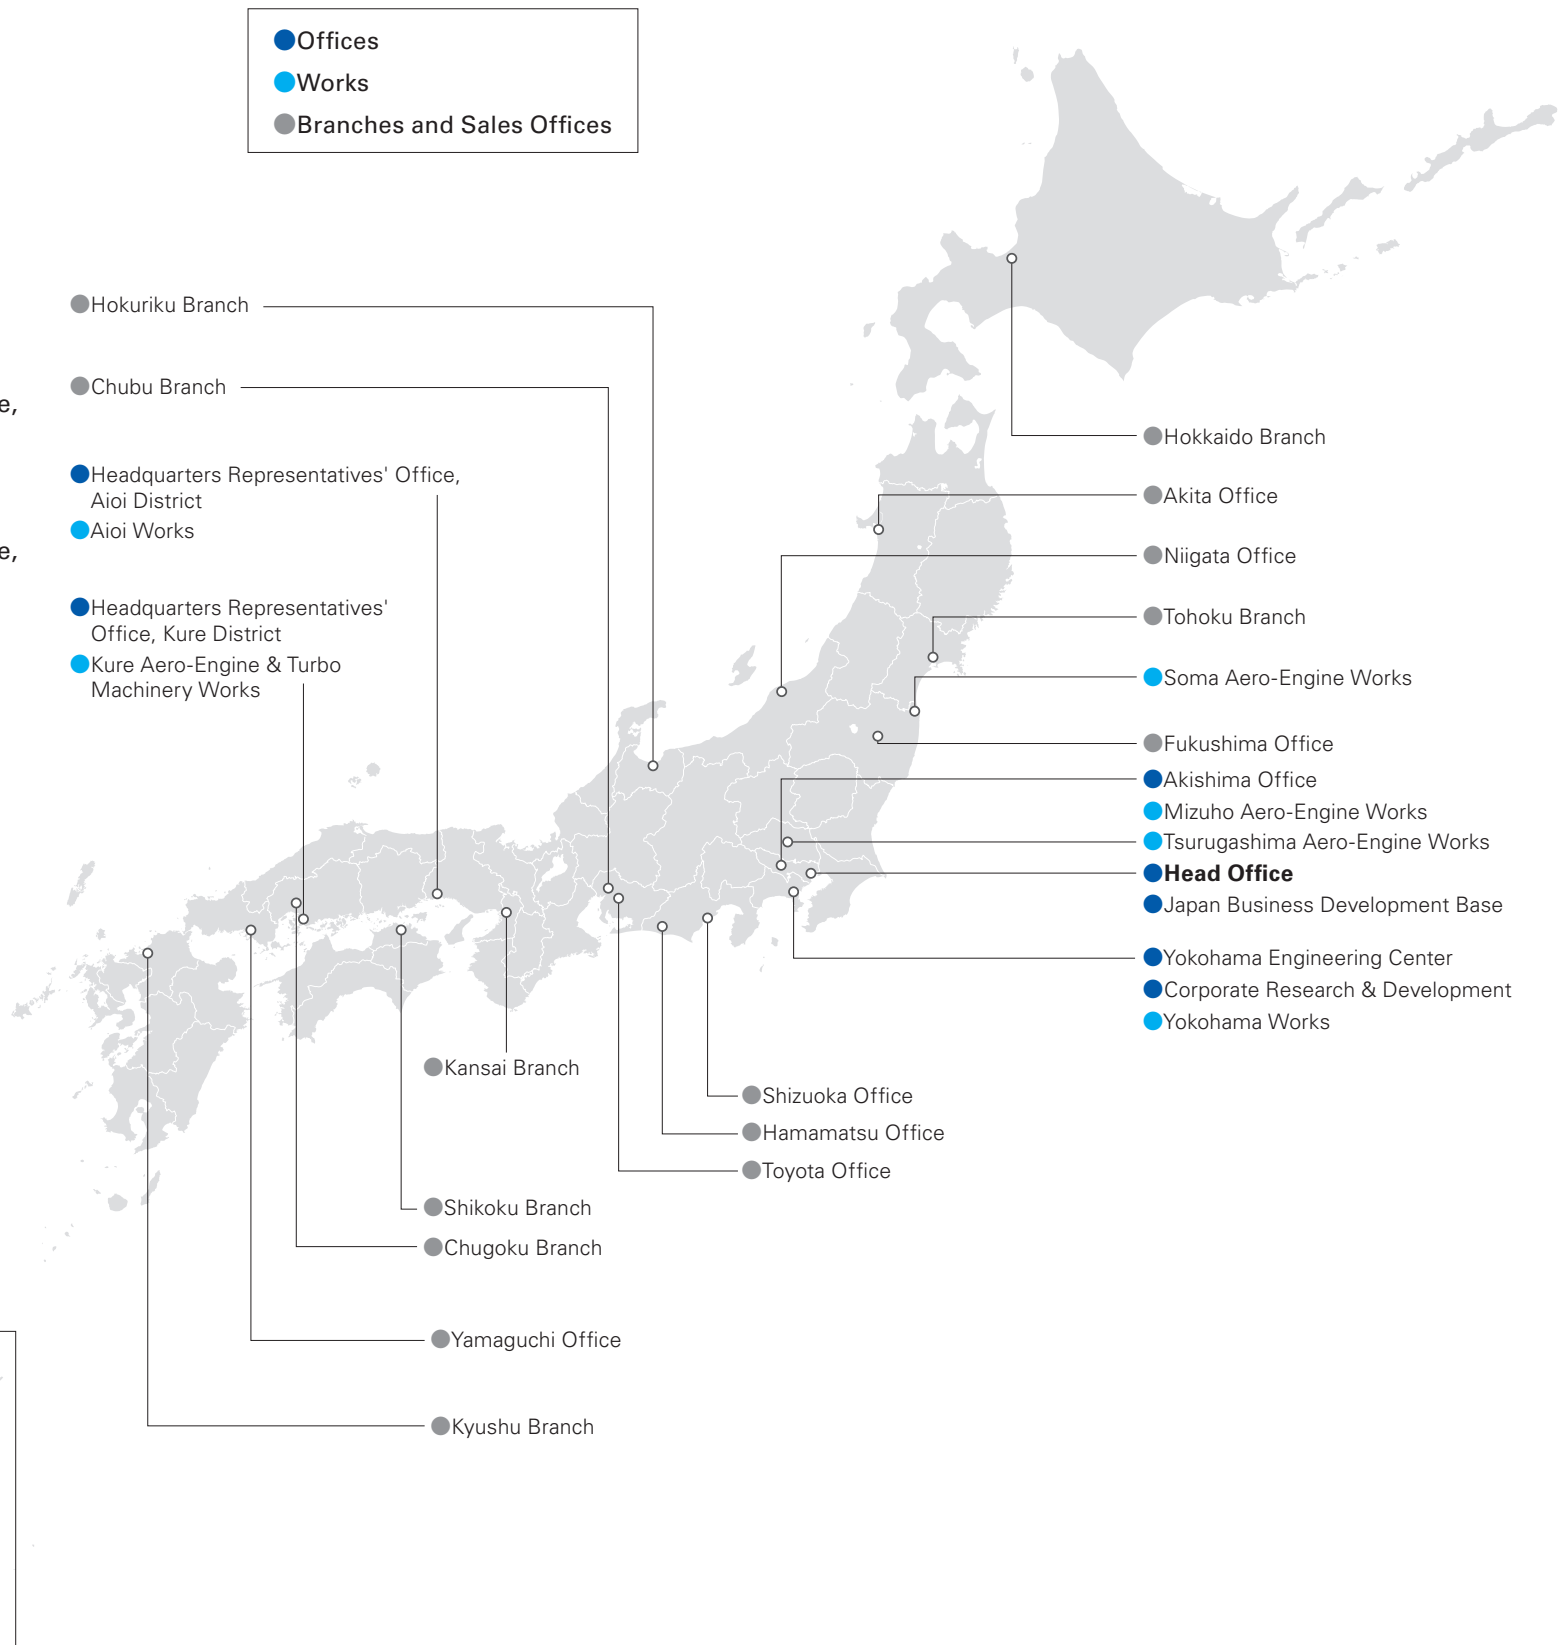 Offices
Works
Branches and Sales Offices
Hokuriku Branch
Chubu Branch
e,
Headquarters Representatives' Office,
Aioi District
Aioi Works
e,
Headquarters Representatives'
Office, Kure District
Kure Aero-Engine & Turbo
Machinery Works
Hokkaido Branch
Akita Office
Niigata Office
Tohoku Branch
Soma Aero-Engine Works
Fukushima Office
Akishima Office
Mizuho Aero-Engine Works
Tsurugashima Aero-Engine Works
Head Office
Japan Business Development Base
Yokohama Engineering Center
Corporate Research & Development
Yokohama Works
Kansai Branch
Shizuoka Office
Hamamatsu Office
Toyota Office
Shikoku Branch
Chugoku Branch
Yamaguchi Office
Kyushu Branch